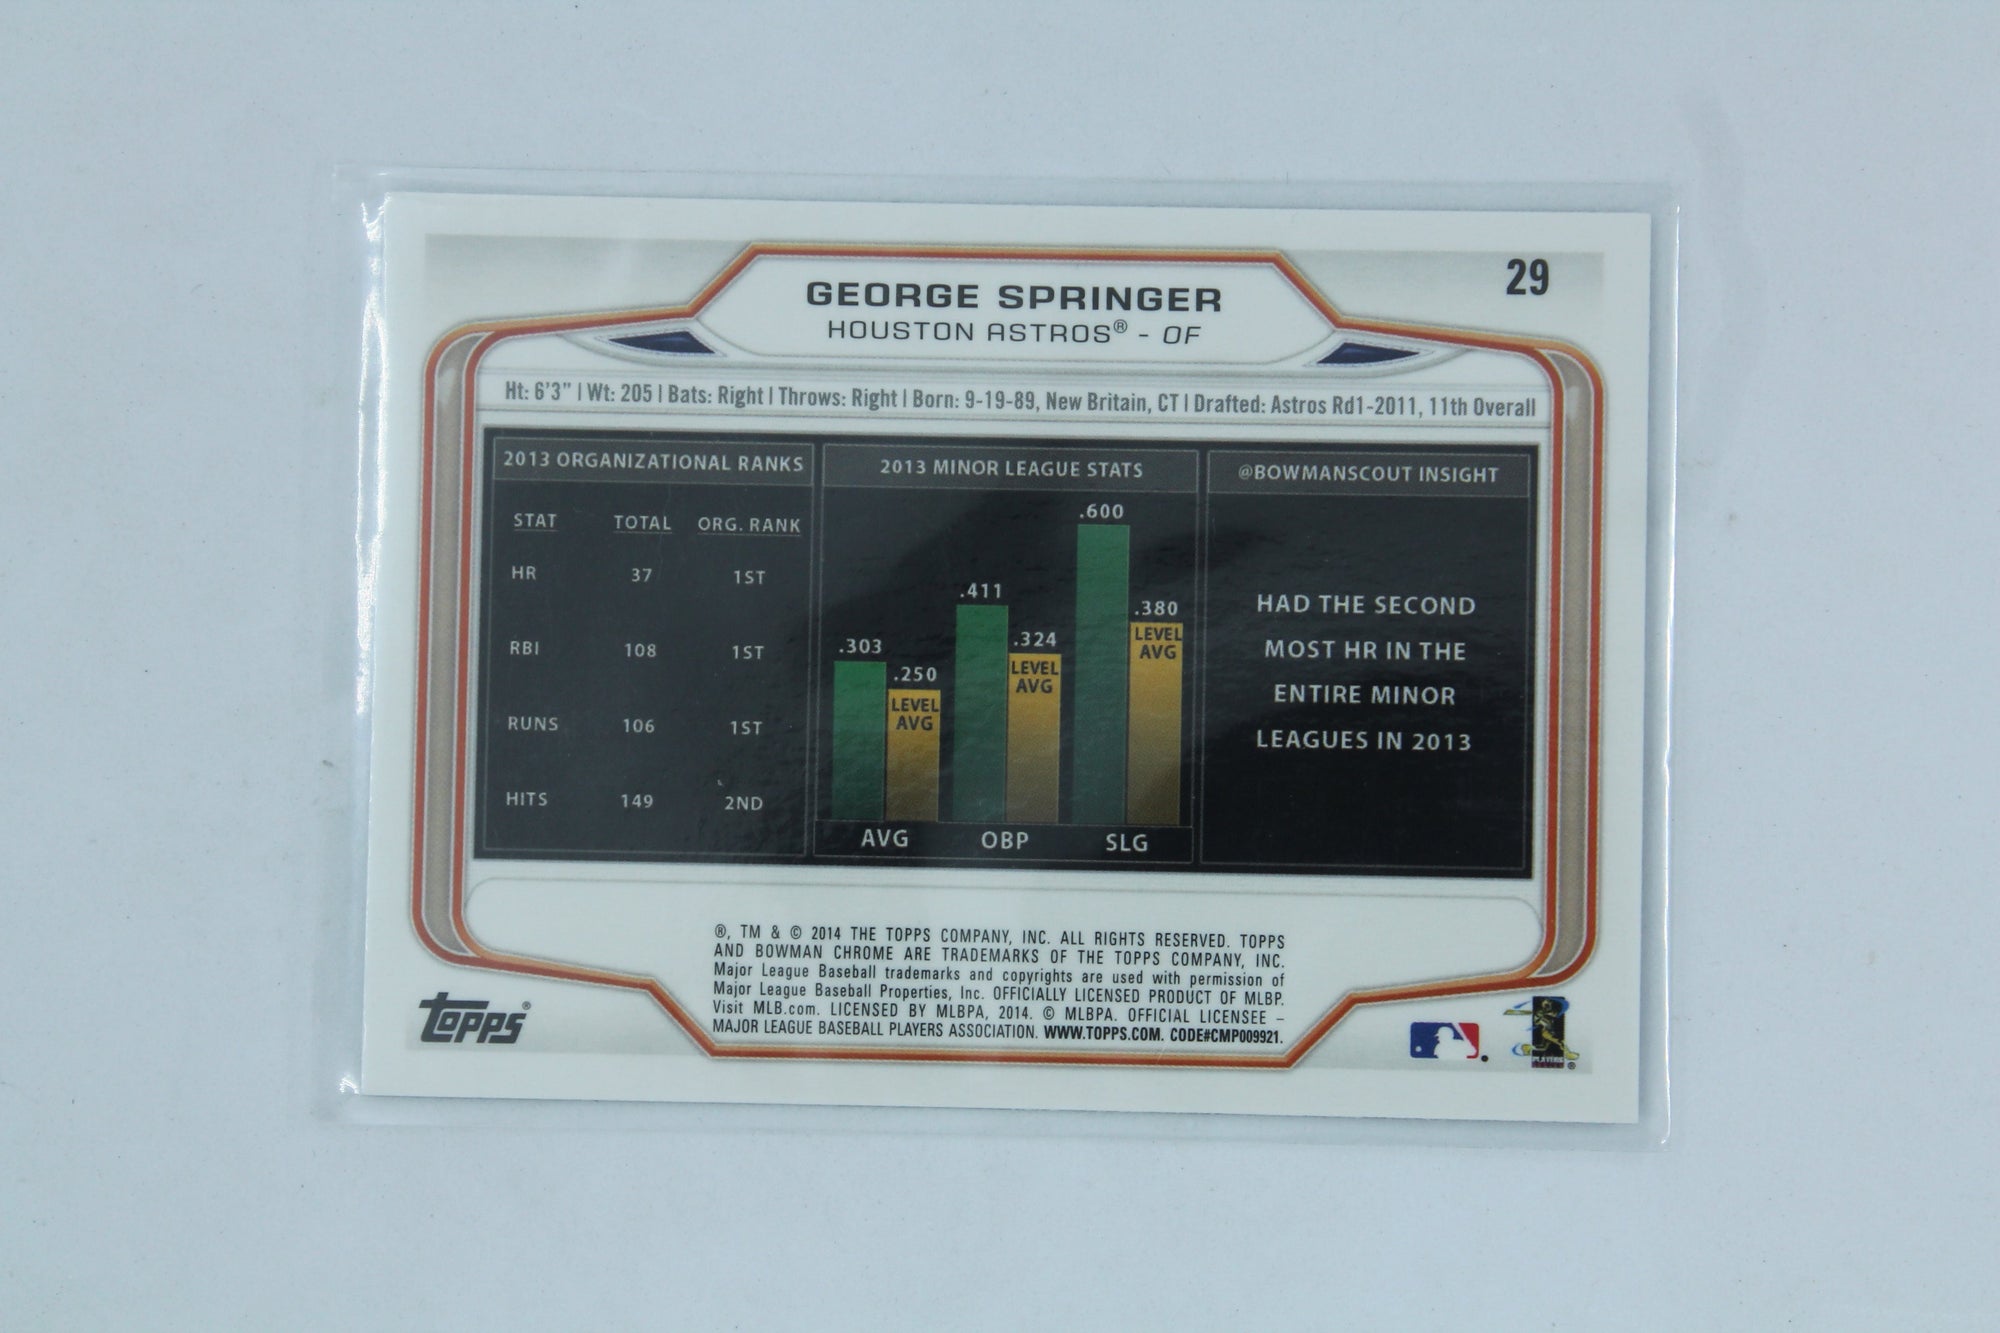 29
GEORGE SPRINGER
HOUSTON ASTROS® - OF
Ht: 6'3" | Wt: 205 | Bats: Right | Throws: Right | Born: 9-19-89, New Britain, CT | Drafted: Astros Rd1-2011, 11th Overall
2013 ORGANIZATIONAL RANKS
STAT TOTAL ORG. RANK
HR 37 1ST
RBI 108 1ST
RUNS 106 1ST
HITS 149 2ND
2013 MINOR LEAGUE STATS
.303
.250
LEVEL
AVG
AVG
.411
.324
LEVEL
AVG
OBP
.600
.380
LEVEL
AVG
SLG
@BOWMANSCOUT INSIGHT
HAD THE SECOND
MOST HR IN THE
ENTIRE MINOR
LEAGUES IN 2013
®, TM & © 2014 THE TOPPS COMPANY, INC. ALL RIGHTS RESERVED. TOPPS
AND BOWMAN CHROME ARE TRADEMARKS OF THE TOPPS COMPANY, INC.
Major League Baseball trademarks and copyrights are used with permission of
Major League Baseball Properties, Inc. OFFICIALLY LICENSED PRODUCT OF MLBP.
Visit MLB.com. LICENSED BY MLBPA, 2014. © MLBPA. OFFICIAL LICENSEE –
MAJOR LEAGUE BASEBALL PLAYERS ASSOCIATION. WWW.TOPPS.COM. CODE#CMP009921.
Topps®
PLAYERS